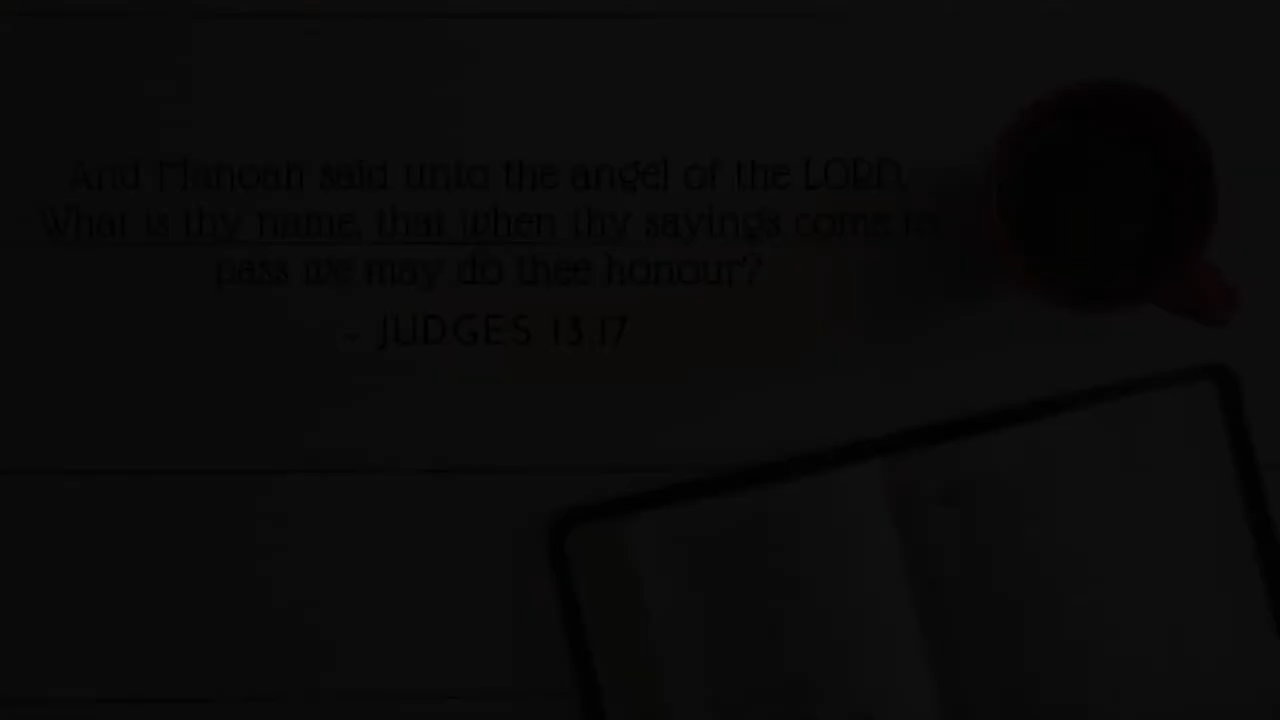 And Manoah said unto the angel of the LORD,
What is thy name, that when thy sayings come to
pass we may do thee honour?
~ JUDGES 13:17